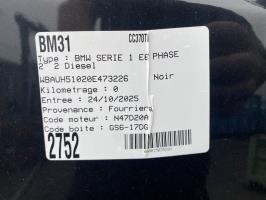 BM31
CC370TA
Type : BMW SERIE 1 E8 PHASE
2 2 Diesel
WBAUH51020E473226 Noir
Kilometrage : 0
Entree : 24/10/2025
Provenance : Fourriere
Code moteur : N47D20A
Code boite : GS6-17DG
2752